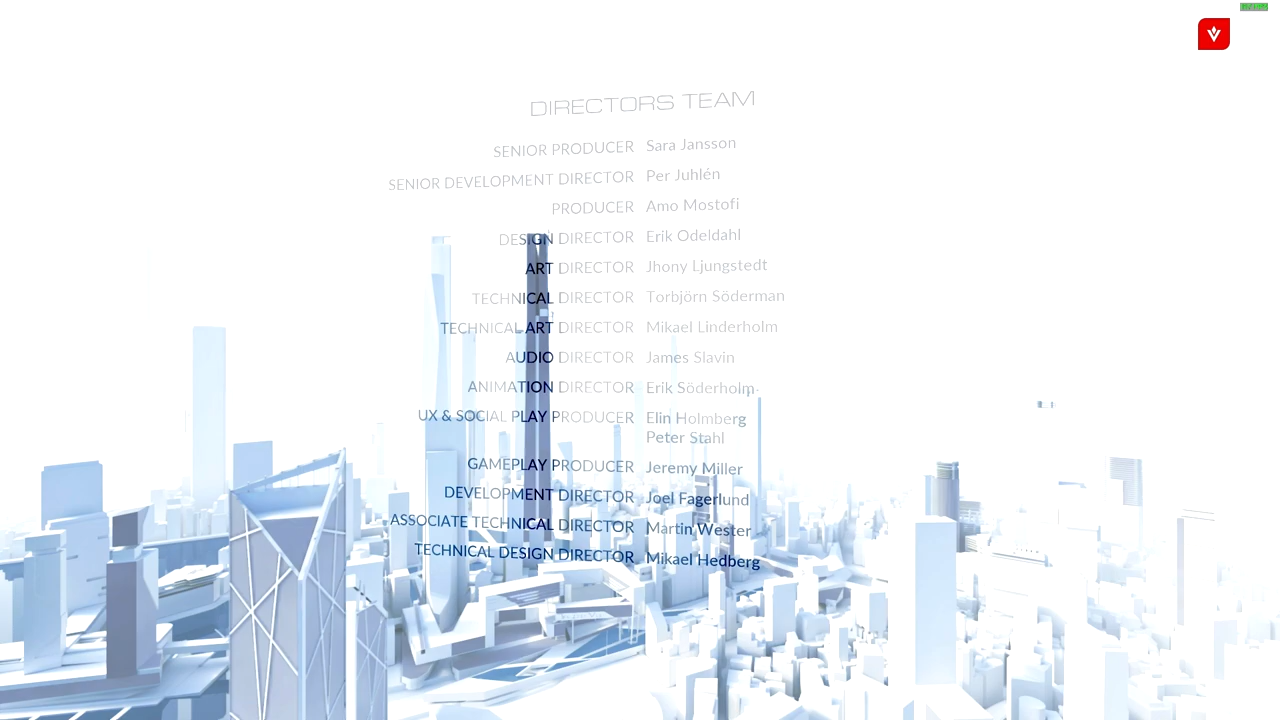 DIRECTORS TEAM
SENIOR PRODUCER Sara Jansson
SENIOR DEVELOPMENT DIRECTOR Per Juhlén
PRODUCER Amo Mostofi
DESIGN DIRECTOR Erik Odeldahl
ART DIRECTOR Jhony Ljungstedt
TECHNICAL DIRECTOR Torbjörn Söderman
TECHNICAL ART DIRECTOR Mikael Linderholm
AUDIO DIRECTOR James Slavin
ANIMATION DIRECTOR Erik Söderholm
UX & SOCIAL PLAY PRODUCER Elin Holmberg
Peter Stahl
GAMEPLAY PRODUCER Jeremy Miller
DEVELOPMENT DIRECTOR Joel Fagerlund
ASSOCIATE TECHNICAL DIRECTOR Martin Wester
TECHNICAL DESIGN DIRECTOR Mikael Hedberg